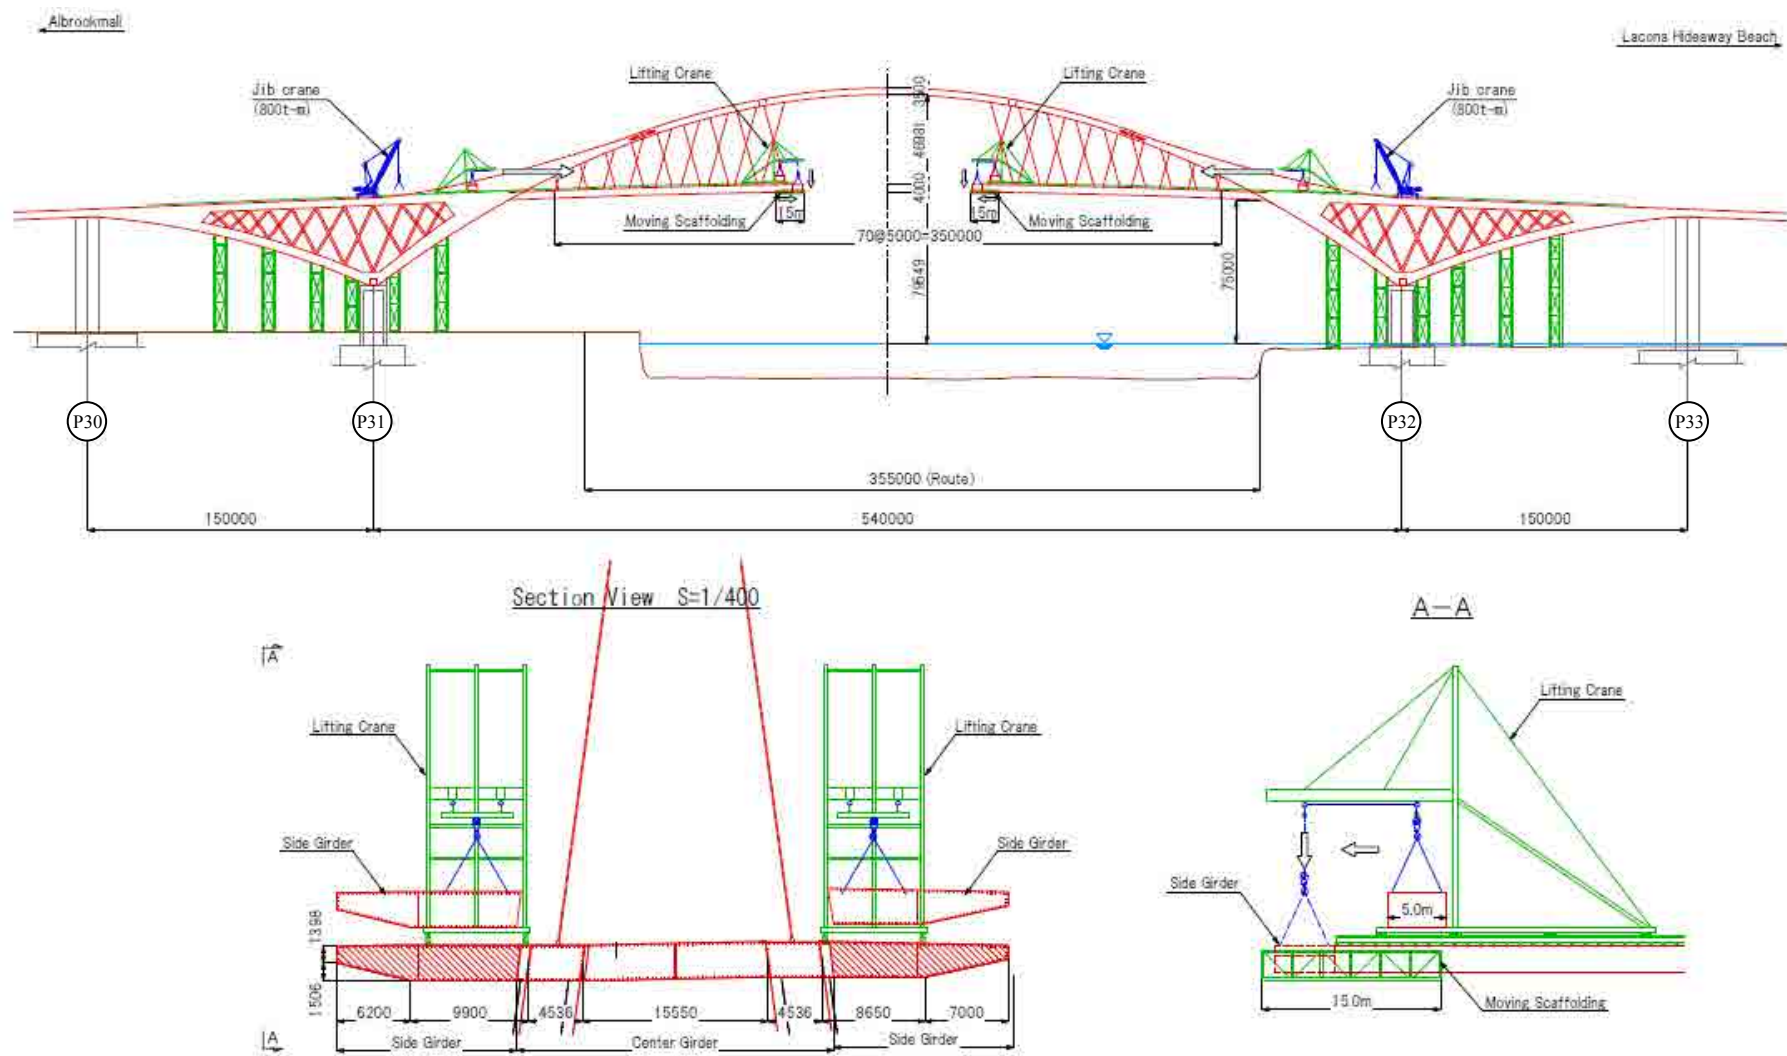 Albrookmall
Lacona Hideaway Beach
Lifting Crane
Lifting Crane
Jib crane
(800t-m)
Jib crane
(800t-m)
3500
46881
4000
79549
75000
15m
15m
Moving Scaffolding
Moving Scaffolding
70@5000=350000
P30
P31
P32
P33
355000 (Route)
150000
540000
150000
Section View S=1/400
A-A
A
Lifting Crane
Lifting Crane
Lifting Crane
Side Girder
Side Girder
Side Girder
5.0m
1398
1506
6200
9900
4536
15550
4536
8650
7000
15.0m
Moving Scaffolding
A
Side Girder
Center Girder
Side Girder